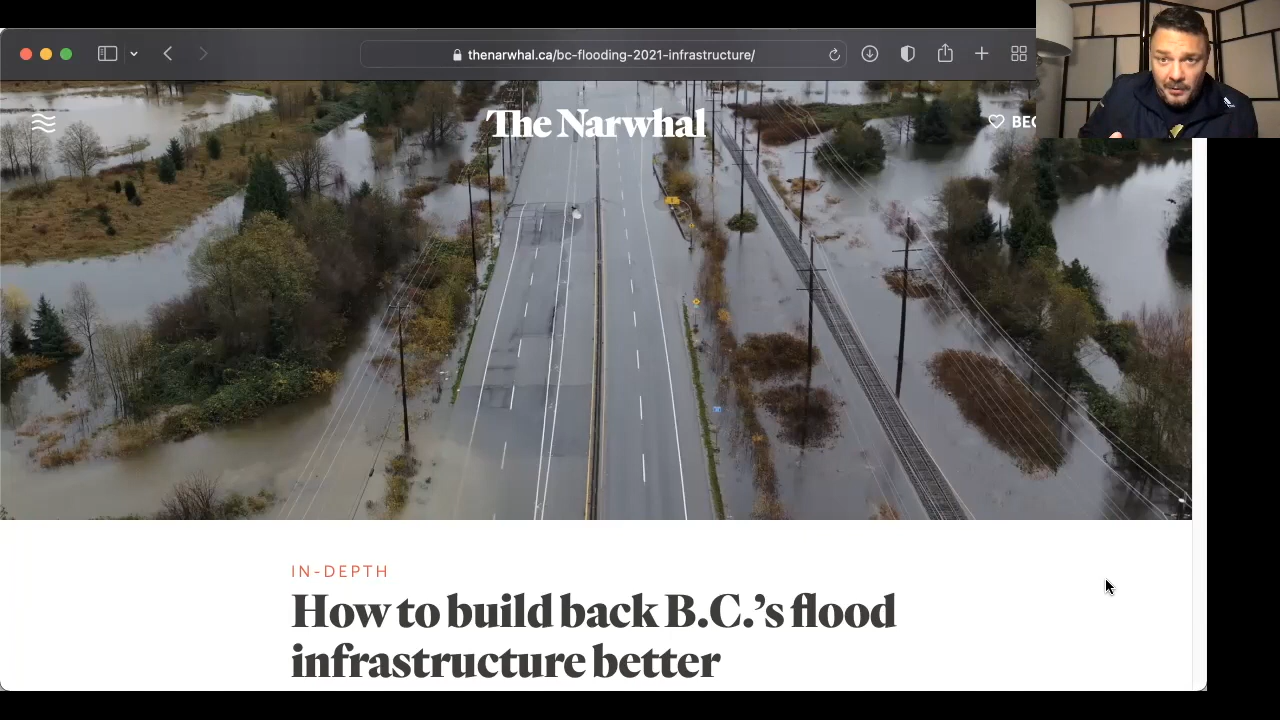 thenarwhal.ca/bc-flooding-2021-infrastructure/
The Narwhal
IN-DEPTH
How to build back B.C.'s flood
infrastructure better